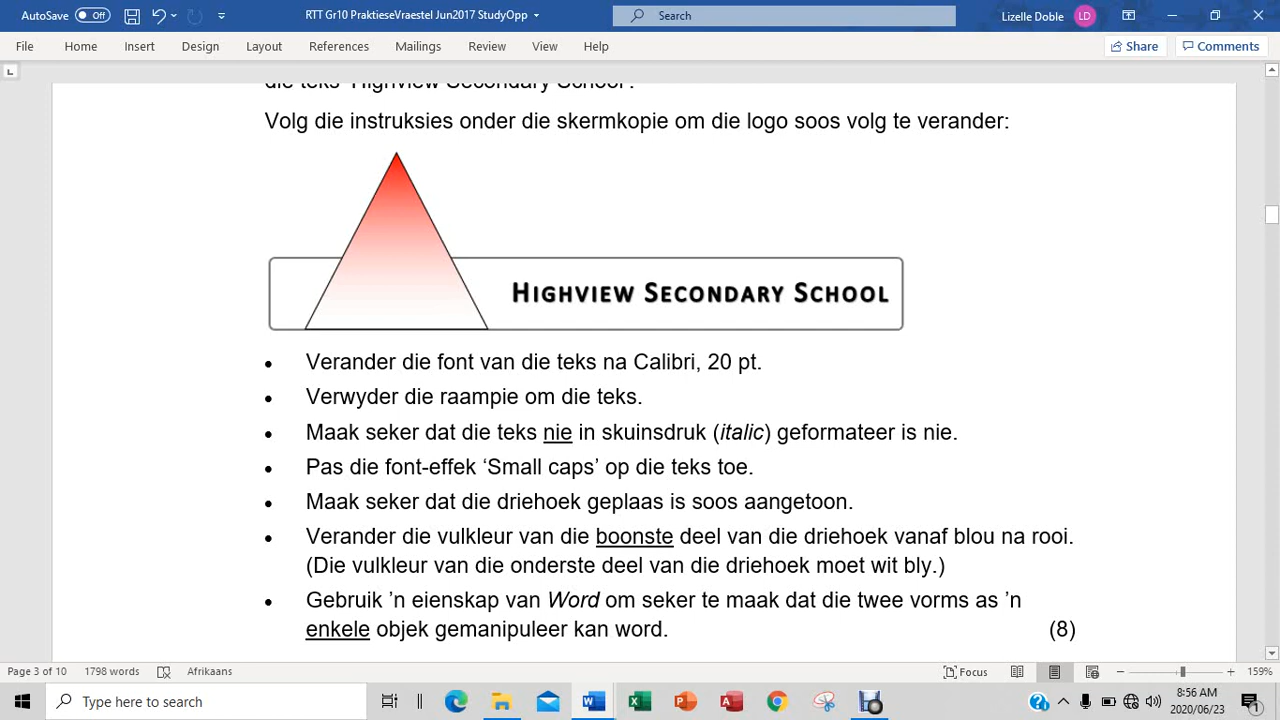 AutoSave Off RTT Gr10 PraktieseVraestel Jun2017 StudyOpp Search Lizelle Doble LD
File Home Insert Design Layout References Mailings Review View Help Share Comments
die teks 'Highview Secondary School'.
Volg die instruksies onder die skermkopie om die logo soos volg te verander:
HIGHVIEW SECONDARY SCHOOL
• Verander die font van die teks na Calibri, 20 pt.
• Verwyder die raampie om die teks.
• Maak seker dat die teks nie in skuinsdruk (italic) geformateer is nie.
• Pas die font-effek ‘Small caps’ op die teks toe.
• Maak seker dat die driehoek geplaas is soos aangetoon.
• Verander die vulkleur van die boonste deel van die driehoek vanaf blou na rooi.
(Die vulkleur van die onderste deel van die driehoek moet wit bly.)
• Gebruik ’n eienskap van Word om seker te maak dat die twee vorms as ’n
enkele objek gemanipuleer kan word. (8)
Page 3 of 10 1798 words Afrikaans Focus 159%
Type here to search 8:56 AM
2020/06/23